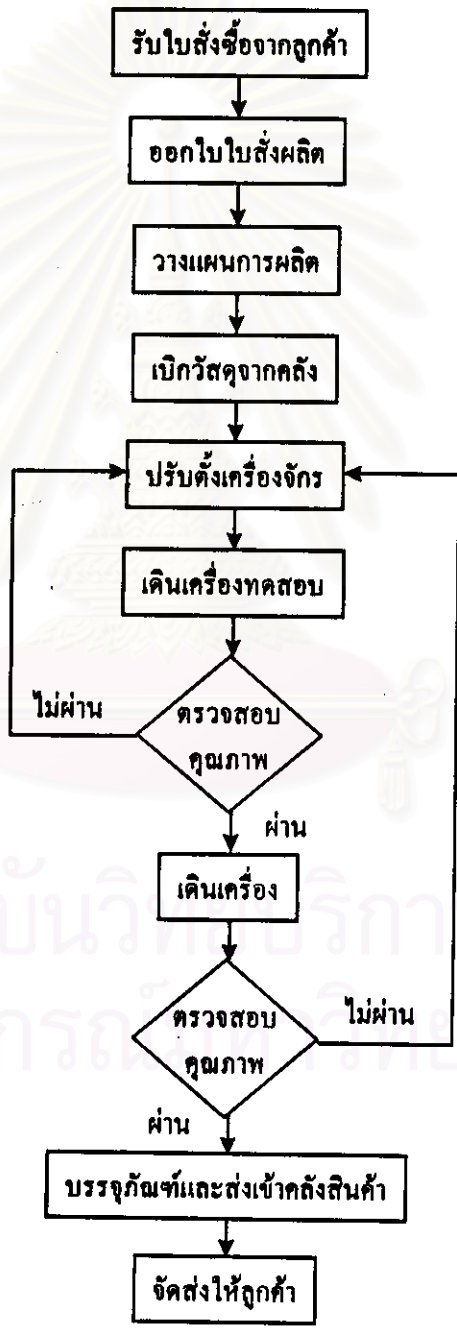 รับใบสั่งซื้อจากลูกค้า
ออกใบใบสั่งผลิต
วางแผนการผลิต
เบิกวัสดุจากคลัง
ปรับตั้งเครื่องจักร
เดินเครื่องทดสอบ
ไม่ผ่าน
ตรวจสอบ
คุณภาพ
ผ่าน
เดินเครื่อง
ตรวจสอบ
คุณภาพ
ไม่ผ่าน
ผ่าน
บรรจุภัณฑ์และส่งเข้าคลังสินค้า
จัดส่งให้ลูกค้า